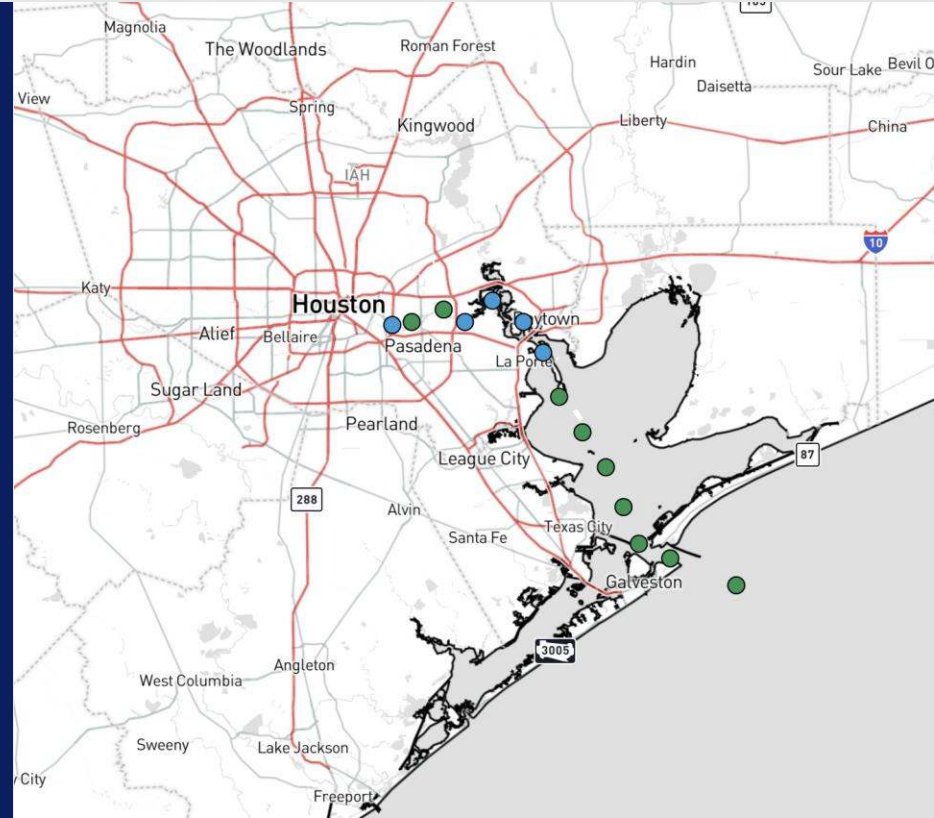 Magnolia
The Woodlands
Roman Forest
Hardin
Sour Lake
Bevil O
Daisetta
View
Spring
Kingwood
Liberty
China
IAH
10
Katy
Houston
Alief
Bellaire
Pasadena
ytown
La Porte
Sugar Land
Rosenberg
Pearland
League City
87
288
Alvin
Texas City
Santa Fe
Galveston
3005
Angleton
West Columbia
Sweeny
Lake Jackson
City
Freeport